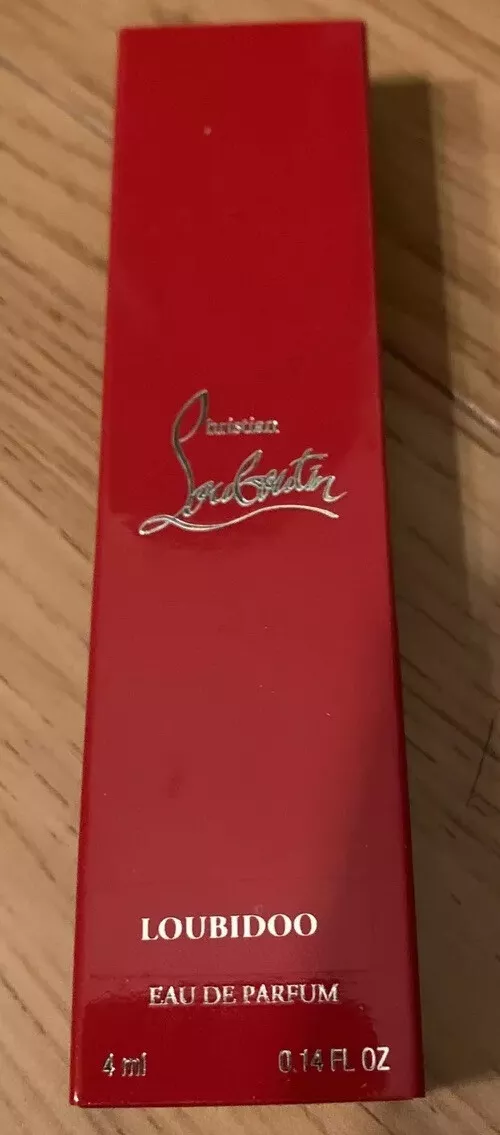 Christian
Louboutin
LOUBIDOO
EAU DE PARFUM
4 ml
0.14 FL OZ